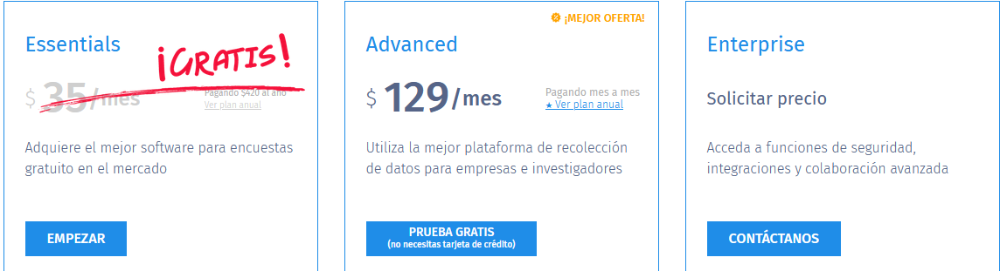 Essentials
¡GRATIS!
$ 35/mes
Pagando $420 al año
Ver plan anual
Adquiere el mejor software para encuestas
gratuito en el mercado
EMPEZAR
¡MEJOR OFERTA!
Advanced
$ 129/mes
Pagando mes a mes
★ Ver plan anual
Utiliza la mejor plataforma de recolección
de datos para empresas e investigadores
PRUEBA GRATIS
(no necesitas tarjeta de crédito)
Enterprise
Solicitar precio
Acceda a funciones de seguridad,
integraciones y colaboración avanzada
CONTÁCTANOS